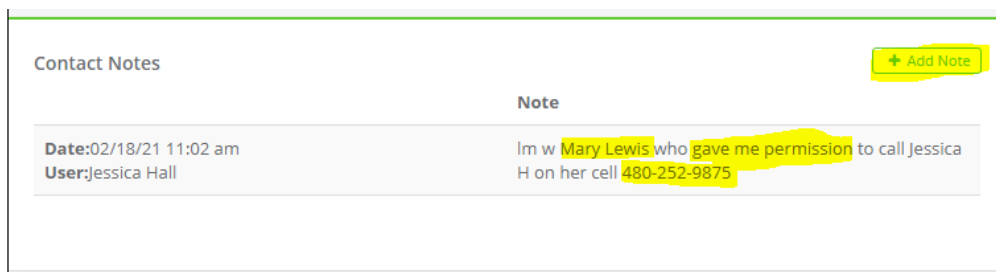 Contact Notes
+ Add Note
Note
Date:02/18/21 11:02 am
User:Jessica Hall
lm w Mary Lewis who gave me permission to call Jessica
H on her cell 480-252-9875